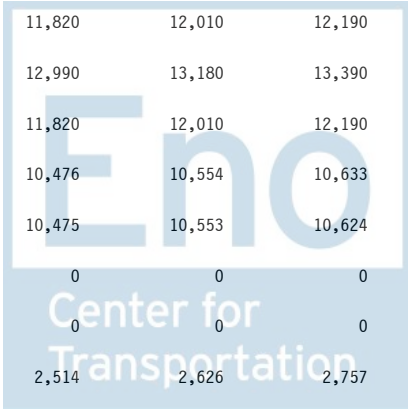 11,820 12,010 12,190
12,990 13,180 13,390
11,820 12,010 12,190
10,476 10,554 10,633
10,475 10,553 10,624
0 0 0
0 0 0
2,514 2,626 2,757
Eno
Center for
Transportation